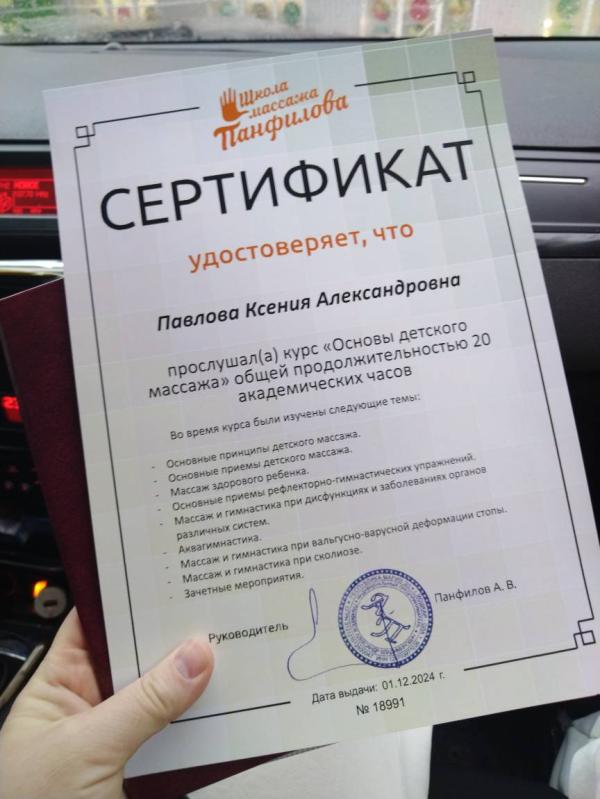 Школа
массажа
Панфилова
СЕРТИФИКАТ
удостоверяет, что
Павлова Ксения Александровна
прослушал(а) курс «Основы детского
массажа» общей продолжительностью 20
академических часов
Во время курса были изучены следующие темы:
- Основные принципы детского массажа.
- Основные приемы детского массажа.
- Массаж здорового ребенка.
- Основные приемы рефлекторно-гимнастических упражнений.
- Массаж и гимнастика при дисфункциях и заболеваниях органов
различных систем.
- Аквагимнастика.
- Массаж и гимнастика при вальгусно-варусной деформации стопы.
- Массаж и гимнастика при сколиозе.
- Зачетные мероприятия.
Руководитель
Панфилов А. В.
Дата выдачи: 01.12.2024 г.
№ 18991